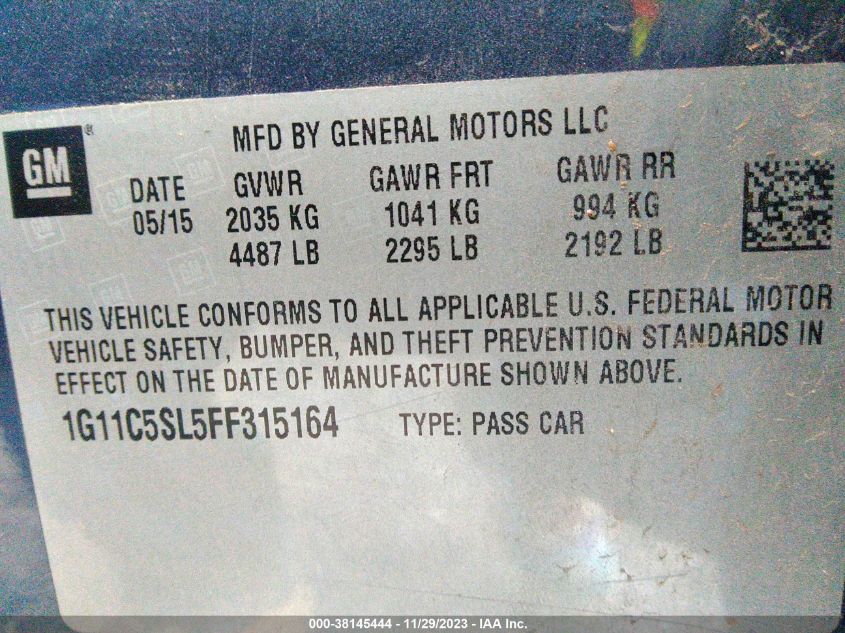 GM®
MFD BY GENERAL MOTORS LLC
DATE GVWR GAWR FRT GAWR RR
05/15 2035 KG 1041 KG 994 KG
4487 LB 2295 LB 2192 LB
THIS VEHICLE CONFORMS TO ALL APPLICABLE U.S. FEDERAL MOTOR
VEHICLE SAFETY, BUMPER, AND THEFT PREVENTION STANDARDS IN
EFFECT ON THE DATE OF MANUFACTURE SHOWN ABOVE.
1G11C5SL5FF315164 TYPE: PASS CAR
000-38145444 - 11/29/2023 - IAA Inc.